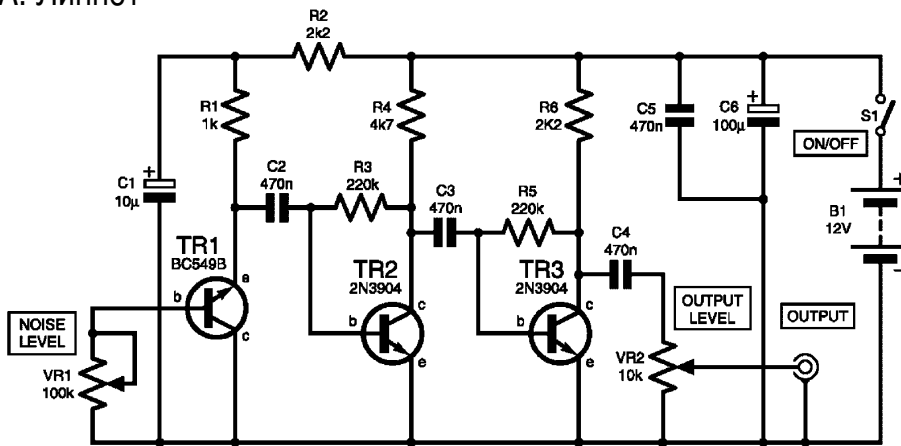 А. Линнет
R2
2k2
R1
1k
R4
4k7
R6
2K2
C5
470n
C6
100μ
+
S1
ON/OFF
C1
10μ
+
C2
470n
R3
220k
C3
470n
R5
220k
B1
12V
+
-
TR1
BC549B
e
b
c
TR2
2N3904
c
b
e
TR3
2N3904
c
b
e
C4
470n
OUTPUT
LEVEL
OUTPUT
NOISE
LEVEL
VR1
100k
VR2
10k